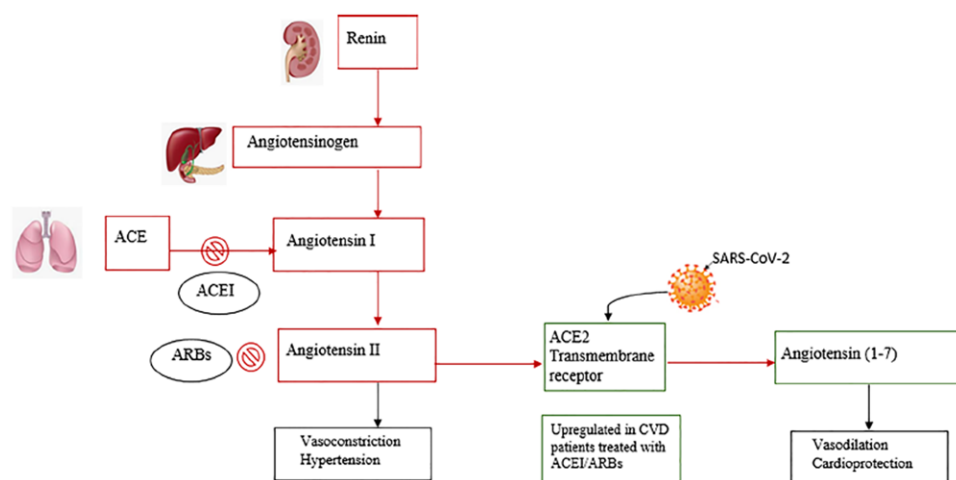 Renin
Angiotensinogen
ACE
Angiotensin I
ACEI
SARS-CoV-2
ARBs
Angiotensin II
ACE2
Transmembrane
receptor
Angiotensin (1-7)
Vasoconstriction
Hypertension
Upregulated in CVD
patients treated with
ACEI/ARBs
Vasodilation
Cardioprotection